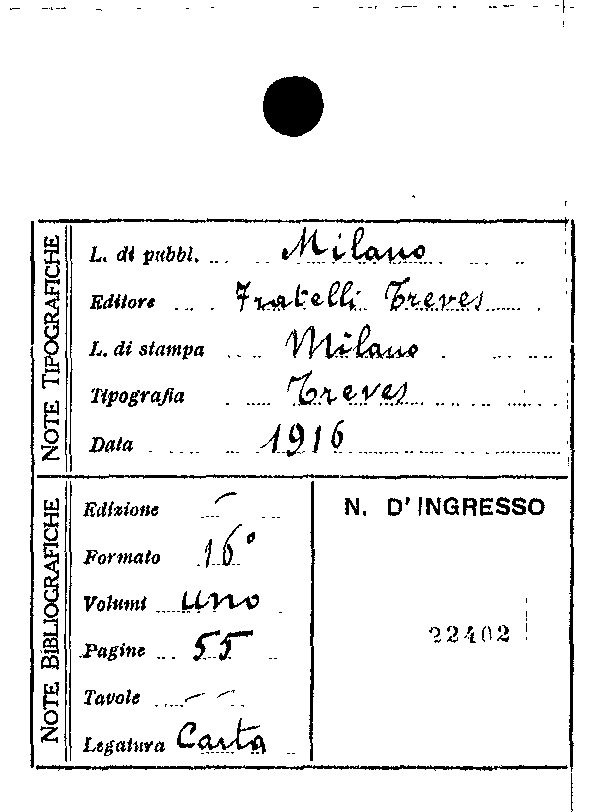 NOTE TIPOGRAFICHE
L. di pubbl. Milano
Editore Fratelli Treves
L. di stampa Milano
Tipografia Treves
Data 1916
NOTE BIBLIOGRAFICHE
Edizione —
Formato 16°
Volumi uno
Pagine 55
Tavole — —
Legatura Carta
N. D'INGRESSO
22402